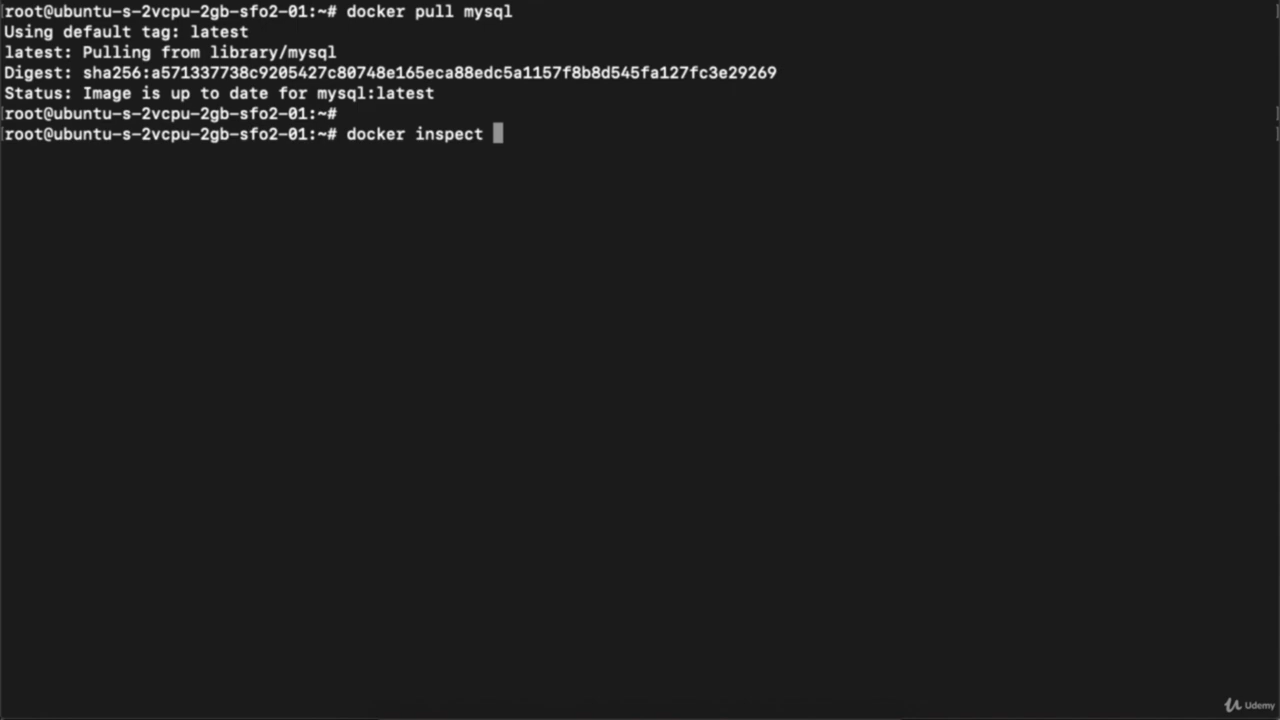 root@ubuntu-s-2vcpu-2gb-sfo2-01:~# docker pull mysql
Using default tag: latest
latest: Pulling from library/mysql
Digest: sha256:a571337738c9205427c80748e165eca88edc5a1157f8b8d545fa127fc3e29269
Status: Image is up to date for mysql:latest
root@ubuntu-s-2vcpu-2gb-sfo2-01:~#
root@ubuntu-s-2vcpu-2gb-sfo2-01:~# docker inspect
Udemy